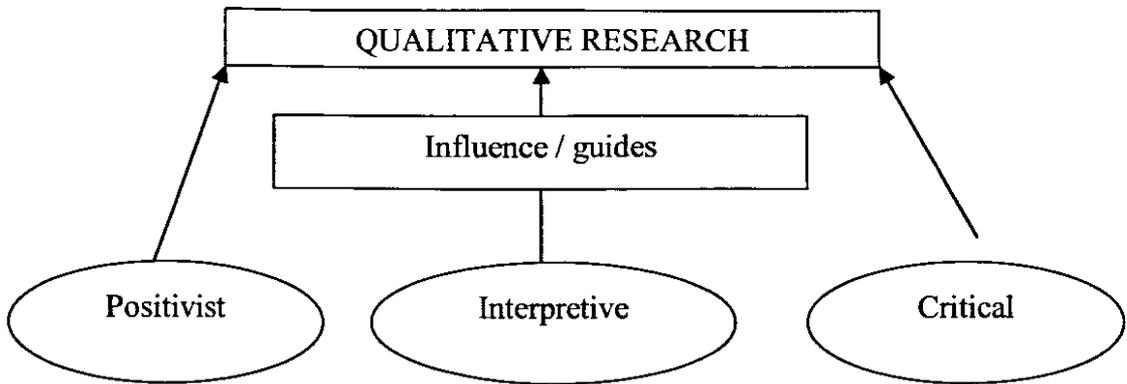 QUALITATIVE RESEARCH
Influence / guides
Positivist
Interpretive
Critical